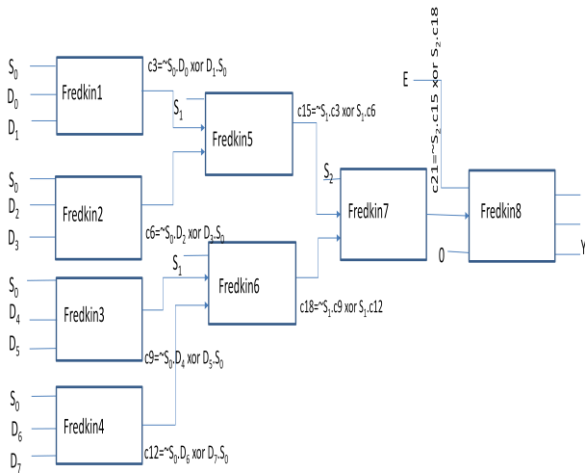 S0
D0
D1
Fredkin1
c3=~S0.D0 xor D1.S0
S0
D2
D3
Fredkin2
c6=~S0.D2 xor D3.S0
S0
D4
D5
Fredkin3
c9=~S0.D4 xor D5.S0
S0
D6
D7
Fredkin4
c12=~S0.D6 xor D7.S0
S1
Fredkin5
c15=~S1.c3 xor S1.c6
S1
Fredkin6
c18=~S1.c9 xor S1.c12
S2
Fredkin7
c21=~S2.c15 xor S2.c18
E
0
Fredkin8
Y